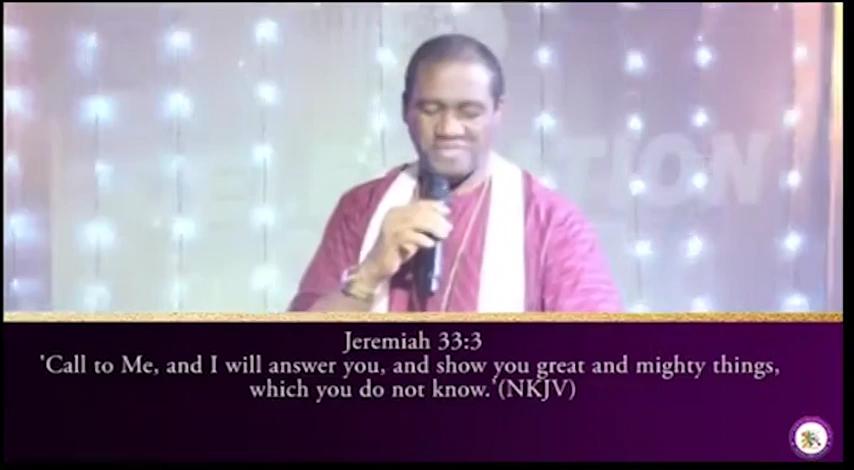 Jeremiah 33:3
'Call to Me, and I will answer you, and show you great and mighty things,
which you do not know.'(NKJV)